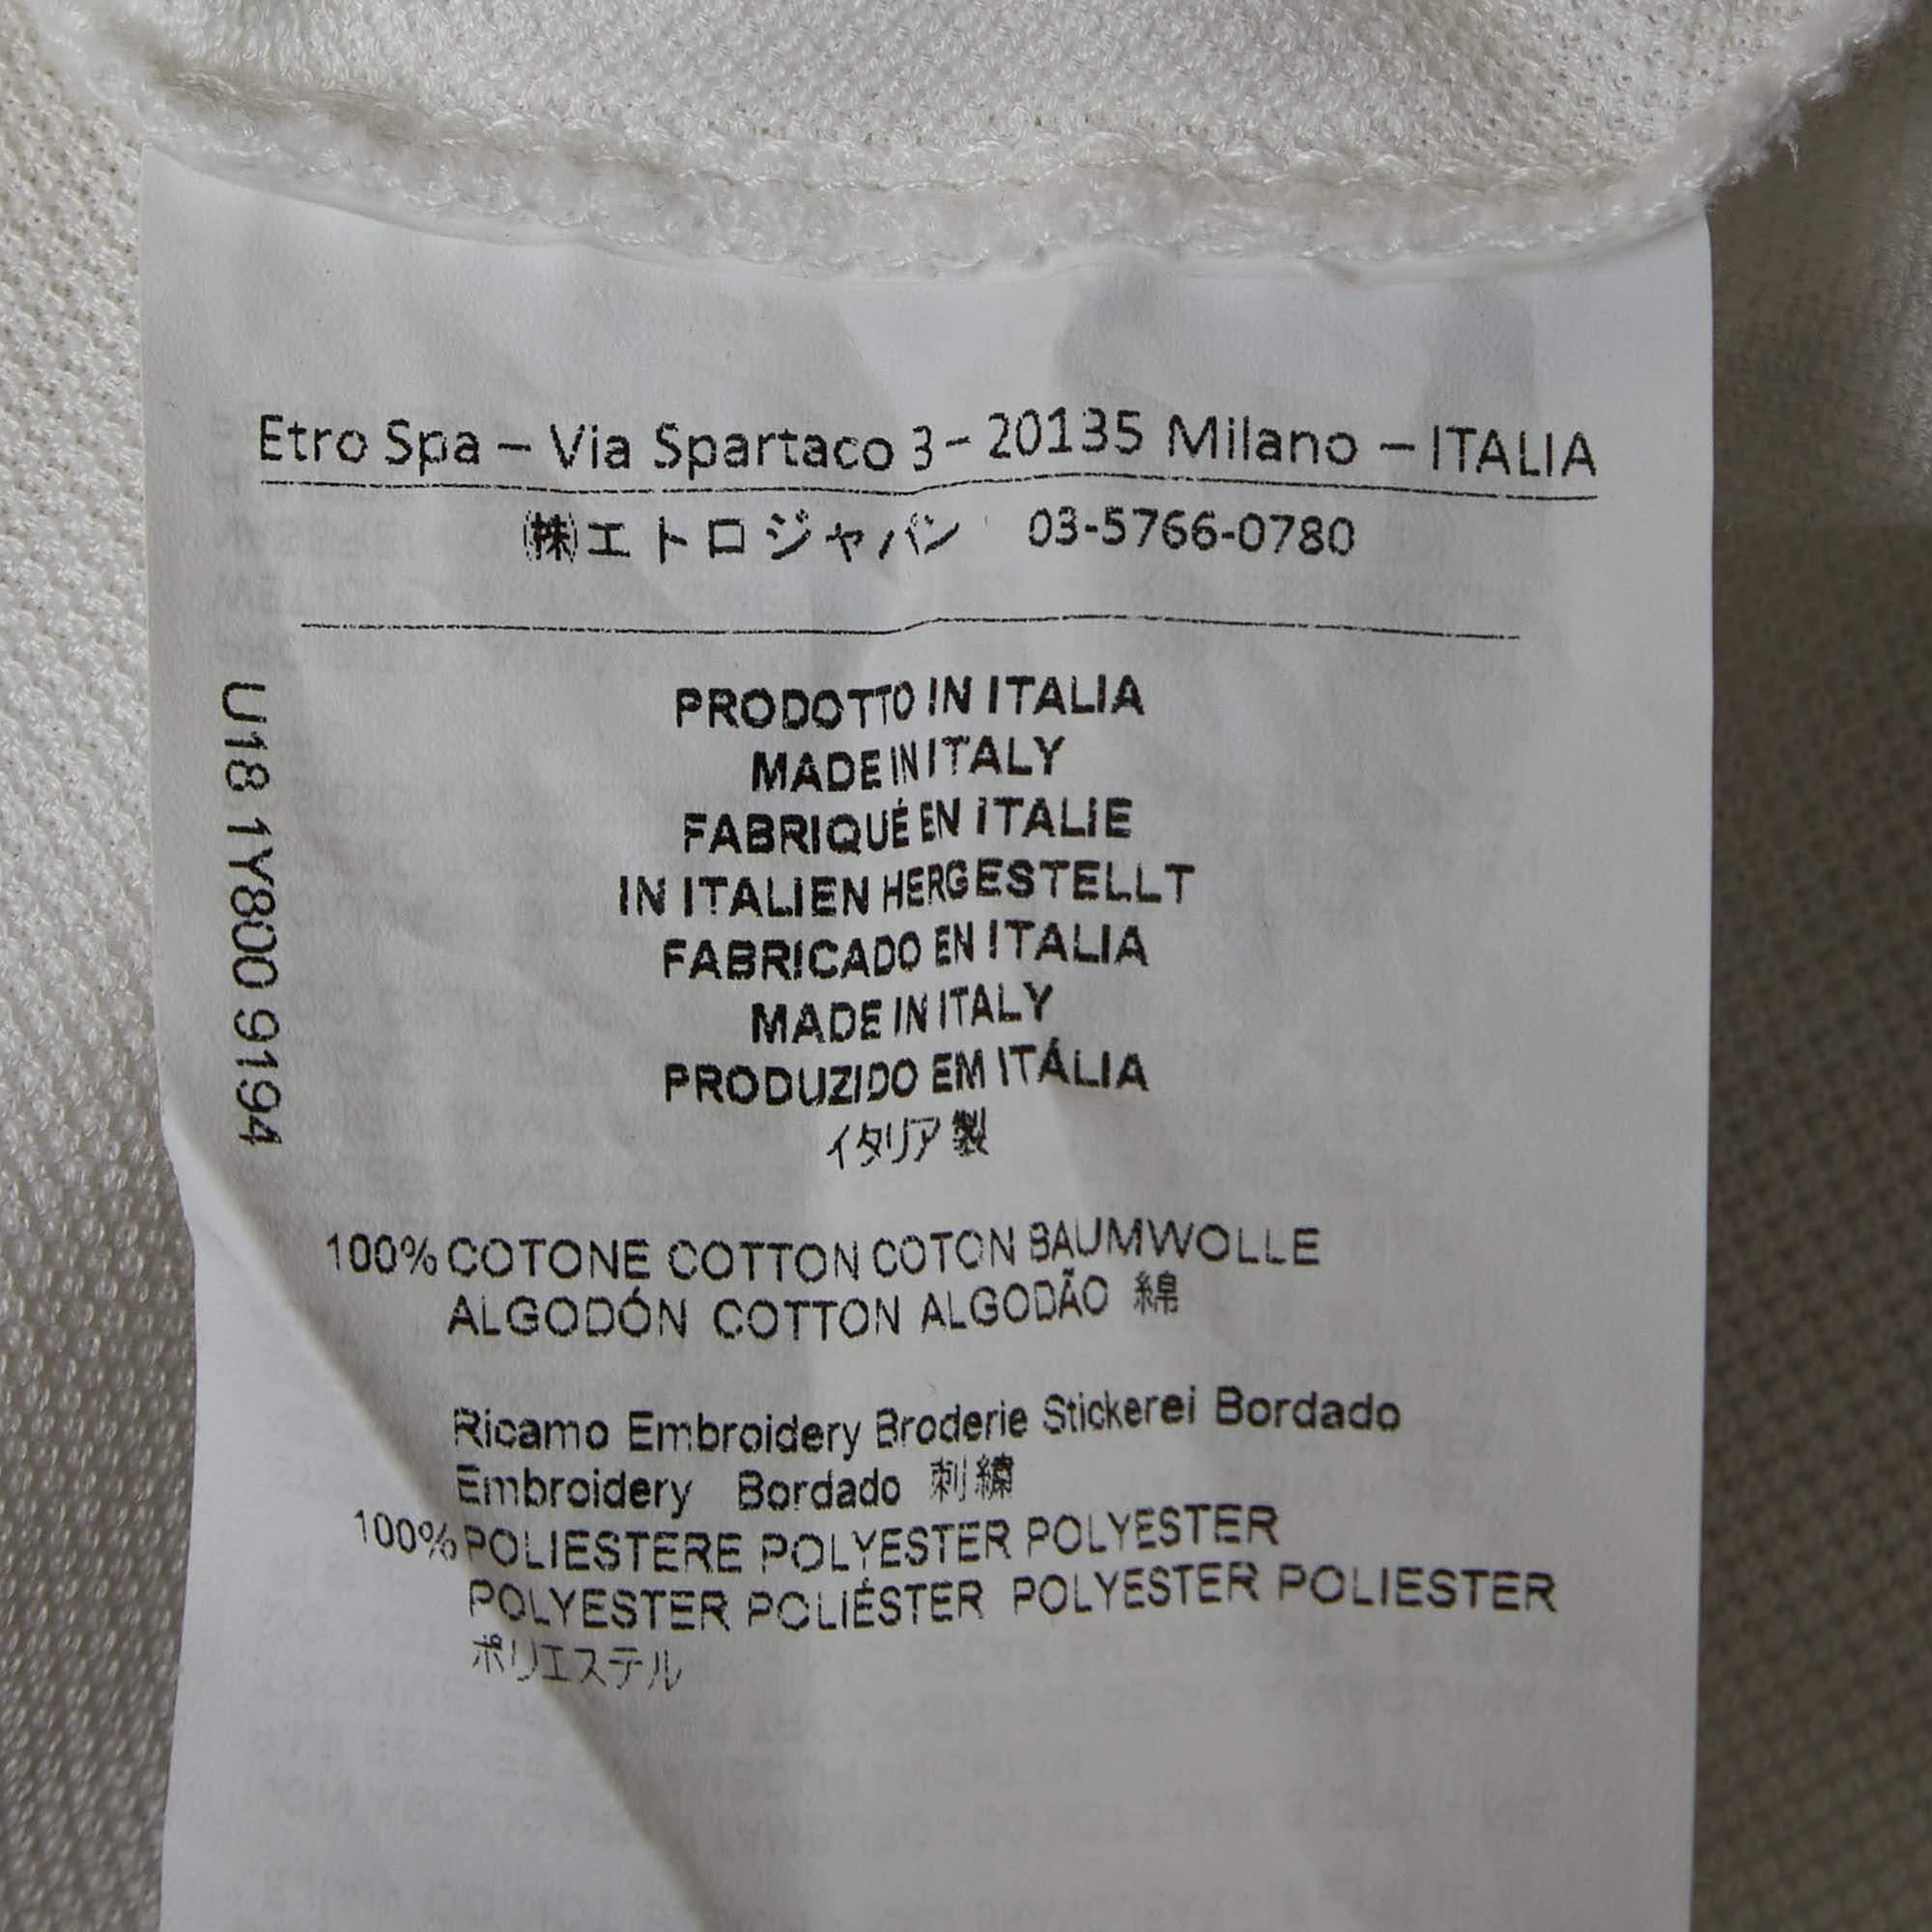 Etro Spa – Via Spartaco 3 – 20135 Milano – ITALIA
㈱エトロジャパン 03-5766-0780
U18 1Y800 9194
PRODOTTO IN ITALIA
MADE IN ITALY
FABRIQUÉ EN ITALIE
IN ITALIEN HERGESTELLT
FABRICADO EN ITALIA
MADE IN ITALY
PRODUZIDO EM ITÁLIA
イタリア製
100% COTONE COTTON COTON BAUMWOLLE
ALGODÓN COTTON ALGODÃO 綿
Ricamo Embroidery Broderie Stickerei Bordado
Embroidery Bordado 刺繍
100% POLIESTERE POLYESTER POLYESTER
POLYESTER POLIÉSTER POLYESTER POLIESTER
ポリエステル